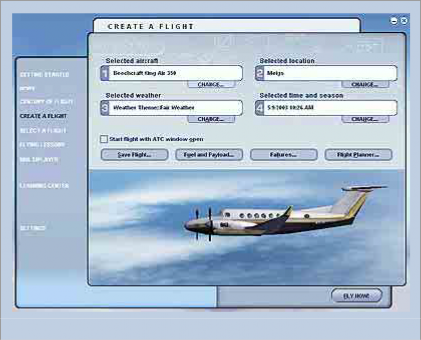 CREATE A FLIGHT
Selected aircraft
1 Beechcraft King Air 350
CHANGE...
Selected location
2 Meigs
CHANGE...
Selected weather
3 Weather Theme: Fair Weather
CHANGE...
Selected time and season
4 5/9/2003 10:26 AM
CHANGE...
Start flight with ATC window open
Save Flight...
Fuel and Payload...
Failures...
Flight Planner...
GETTING STARTED
HOME
CENTURY OF FLIGHT
CREATE A FLIGHT
SELECT A FLIGHT
FLYING LESSONS
MULTIPLAYER
LEARNING CENTER
SETTINGS
FLY NOW!